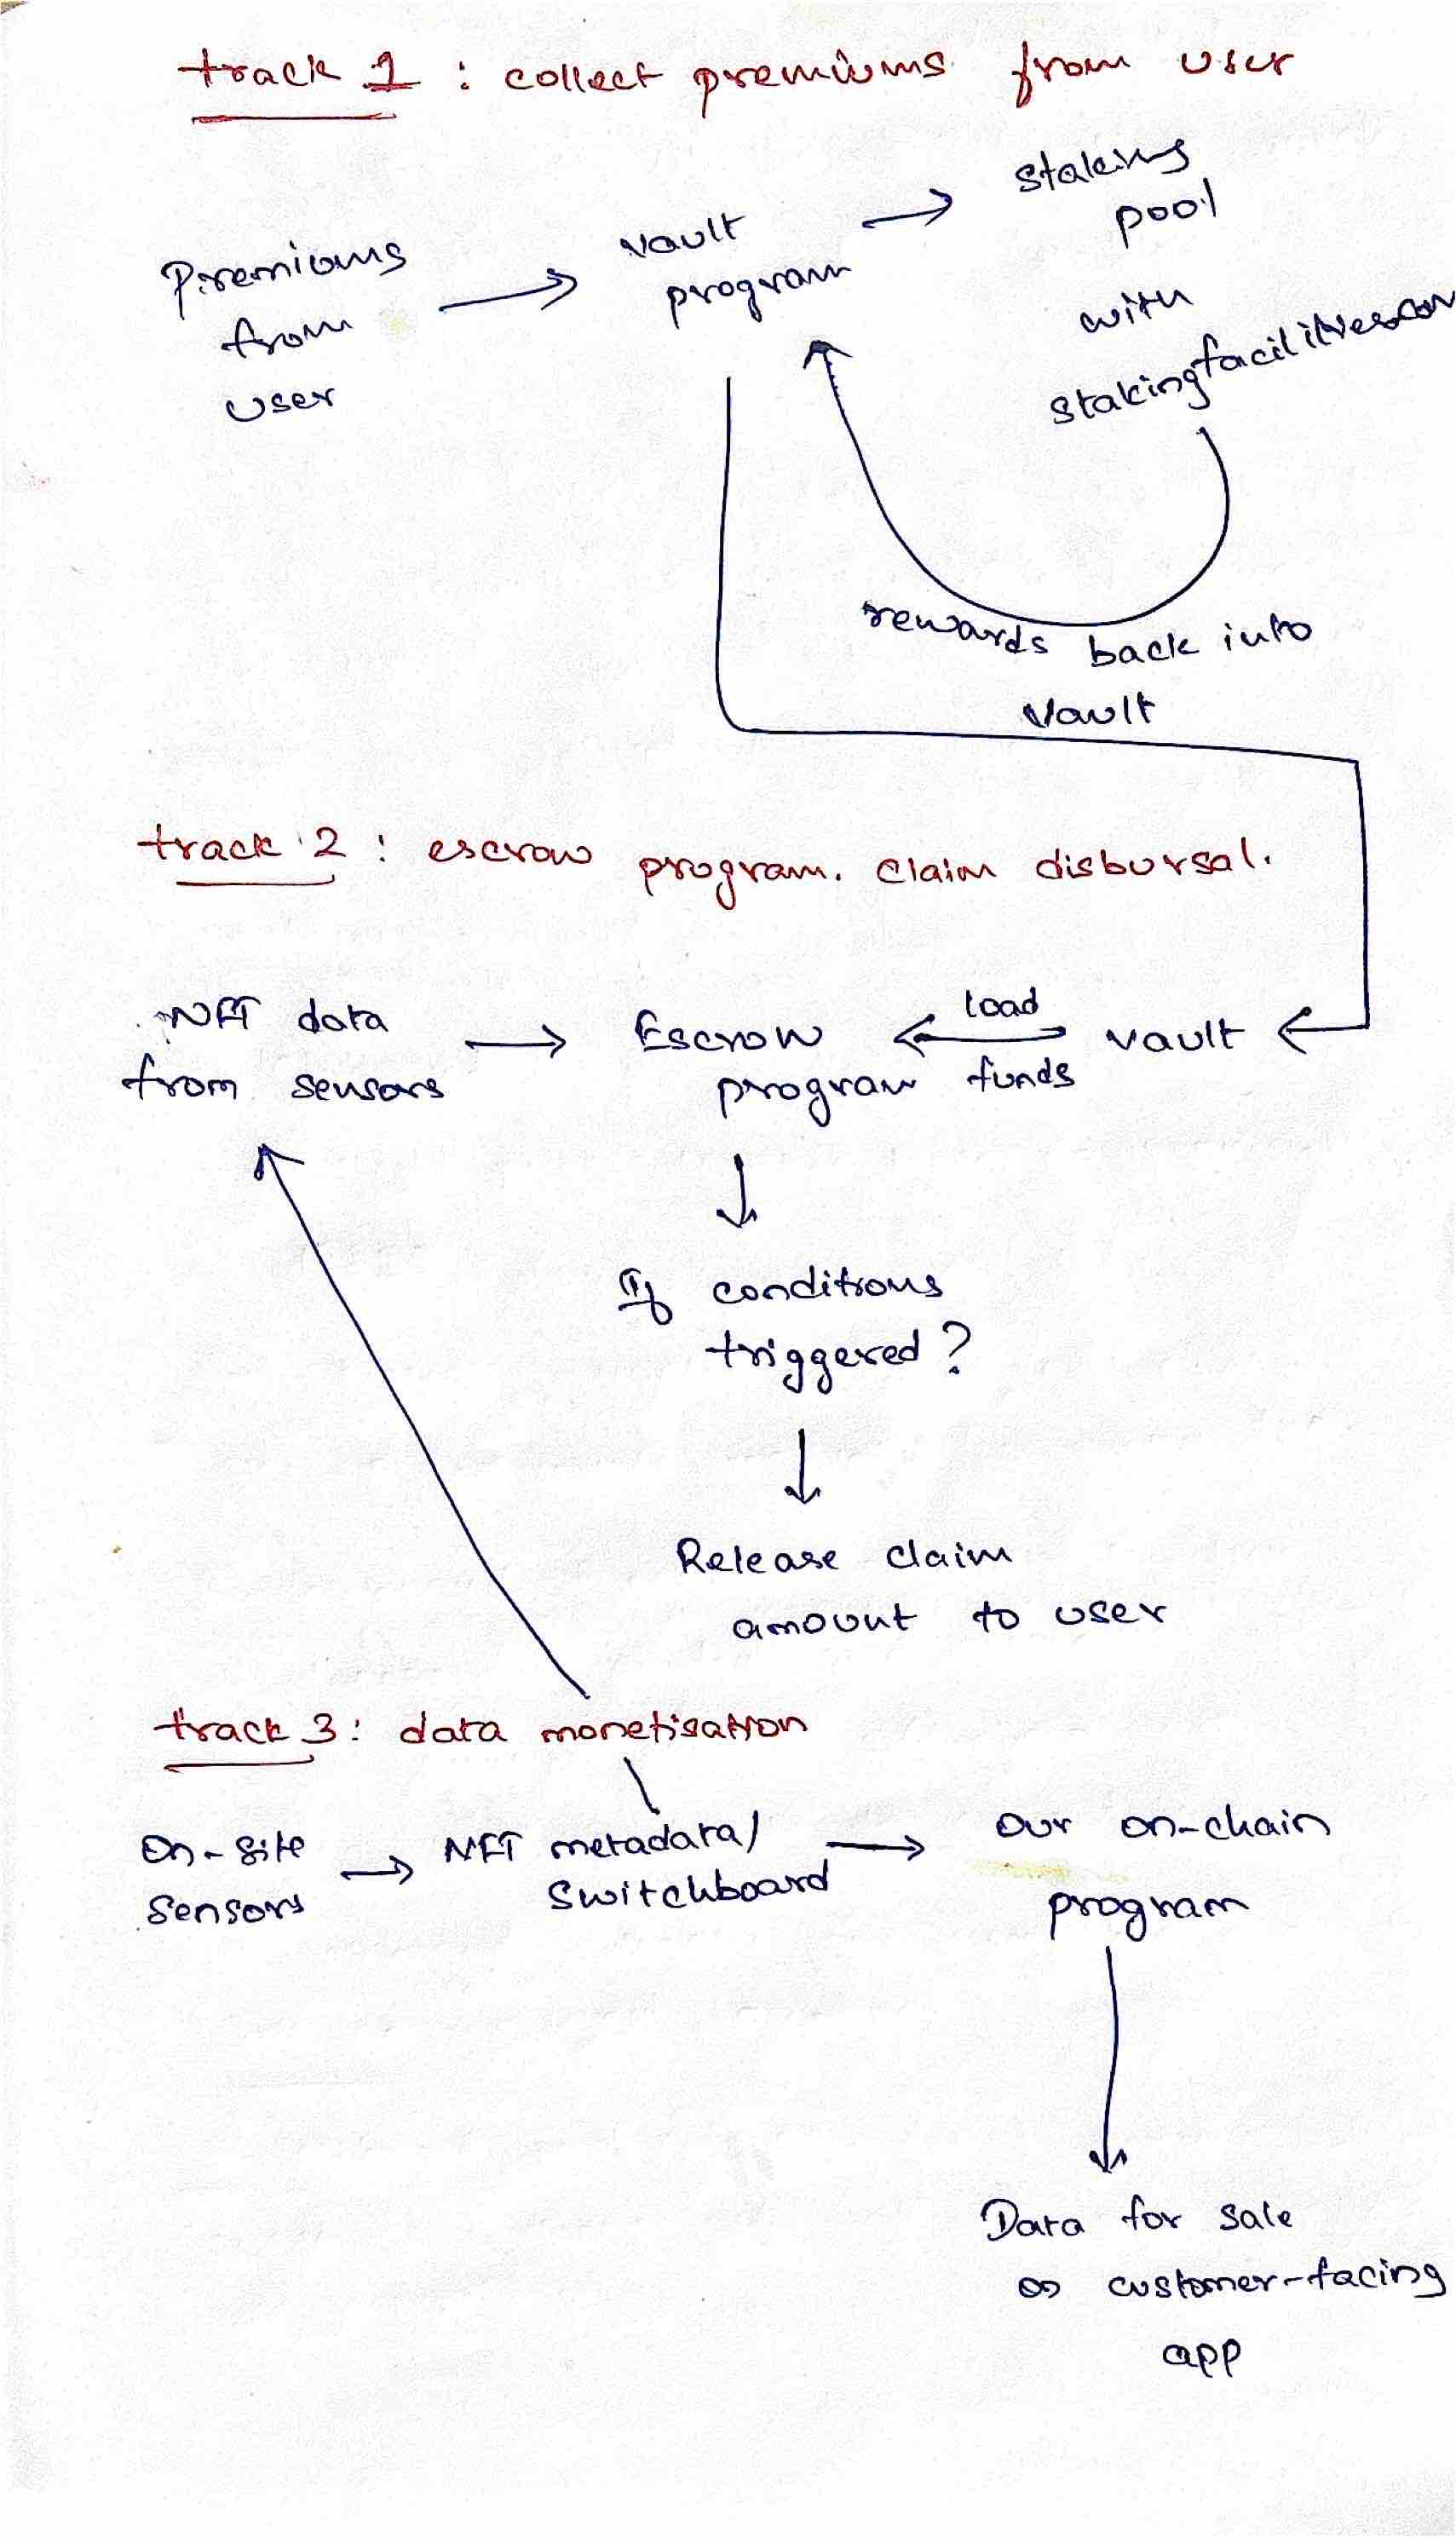 track 1 : collect premiums from user
Premiums
from
user
Vault
program
staking
pool
with
stakingfacilities.com
rewards back into
Vault
track 2 : escrow program. claim disbursal.
NFT data
from sensors
Escrow
program
load
funds
vault
If conditions
triggered?
Release claim
amount to user
track 3 : data monetisation
On-site
Sensors
NFT metadata/
Switchboard
Our on-chain
program
Data for sale
on customer-facing
app